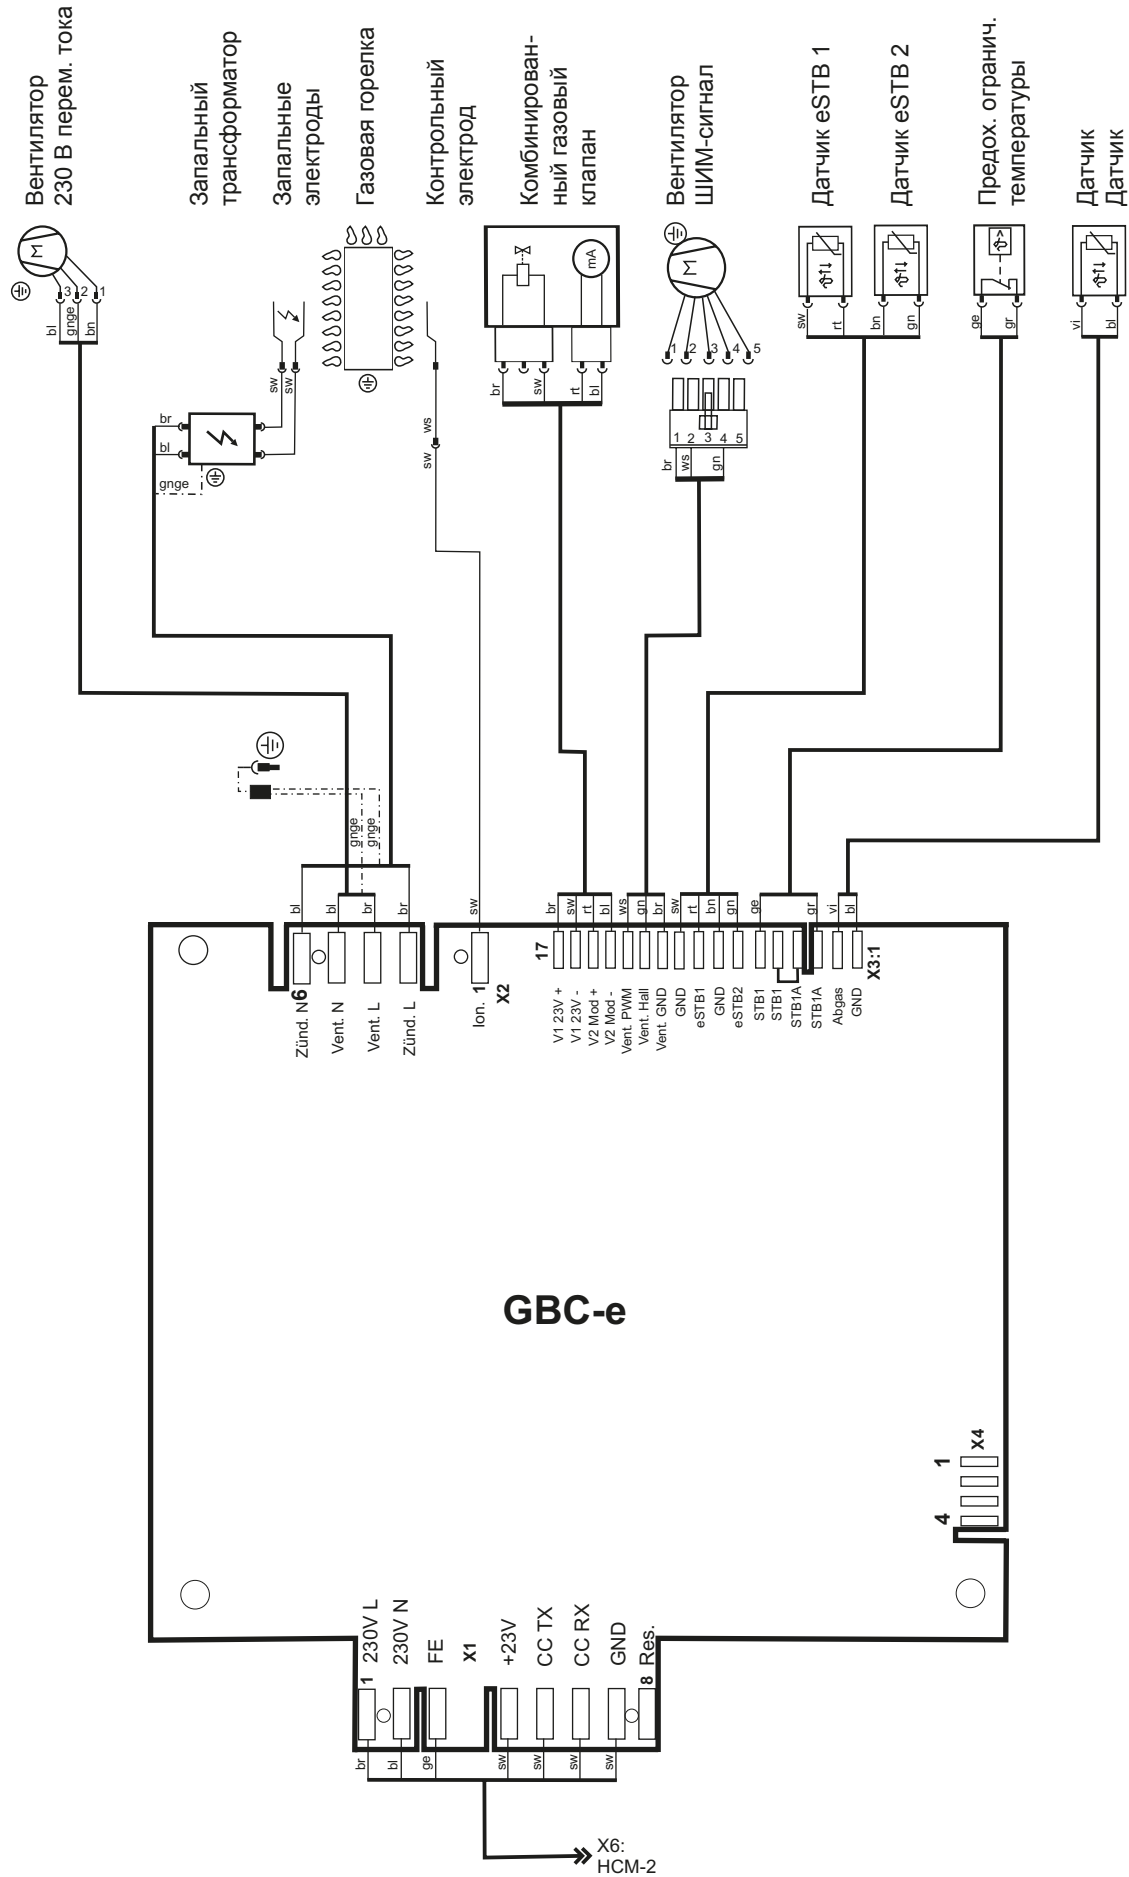 Вентилятор
230 В перем. тока
Запальный
трансформатор
Запальные
электроды
Газовая горелка
Контрольный
электрод
Комбинирован-
ный газовый
клапан
Вентилятор
ШИМ-сигнал
Датчик eSTB 1
Датчик eSTB 2
Предох. огранич.
температуры
Датчик
Датчик
M
3
2
1
bl
gnge
bn
br
bl
gnge
sw
sw
ws
sw
mA
br
sw
rt
bl
M
1
2
3
4
5
1
2
3
4
5
br
ws
gn
sw
rt
bn
gn
ge
gr
vi
bl
gnge
gnge
bl
bl
br
br
sw
br
sw
rt
bl
ws
gn
br
sw
rt
bn
gn
ge
gr
vi
bl
Zünd. N
6
Vent. N
Vent. L
Zünd. L
Ion.
1
X2
17
V1 23V +
V1 23V -
V2 Mod +
V2 Mod -
Vent. PWM
Vent. Hall
Vent. GND
GND
eSTB1
GND
eSTB2
STB1
STB1
STB1A
STB1A
Abgas
GND
X3:1
GBC-e
1
4
X4
1
230V L
230V N
FE
X1
+23V
CC TX
CC RX
GND
8
Res.
br
bl
ge
sw
sw
sw
sw
X6:
HCM-2